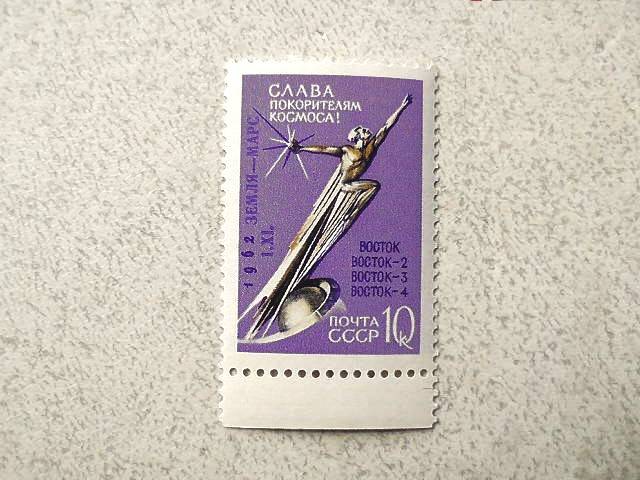 СЛАВА
ПОКОРИТЕЛЯМ
КОСМОСА!
1962 ЗЕМЛЯ—МАРС
1.XI.
ВОСТОК
ВОСТОК-2
ВОСТОК-3
ВОСТОК-4
ПОЧТА
СССР
10к